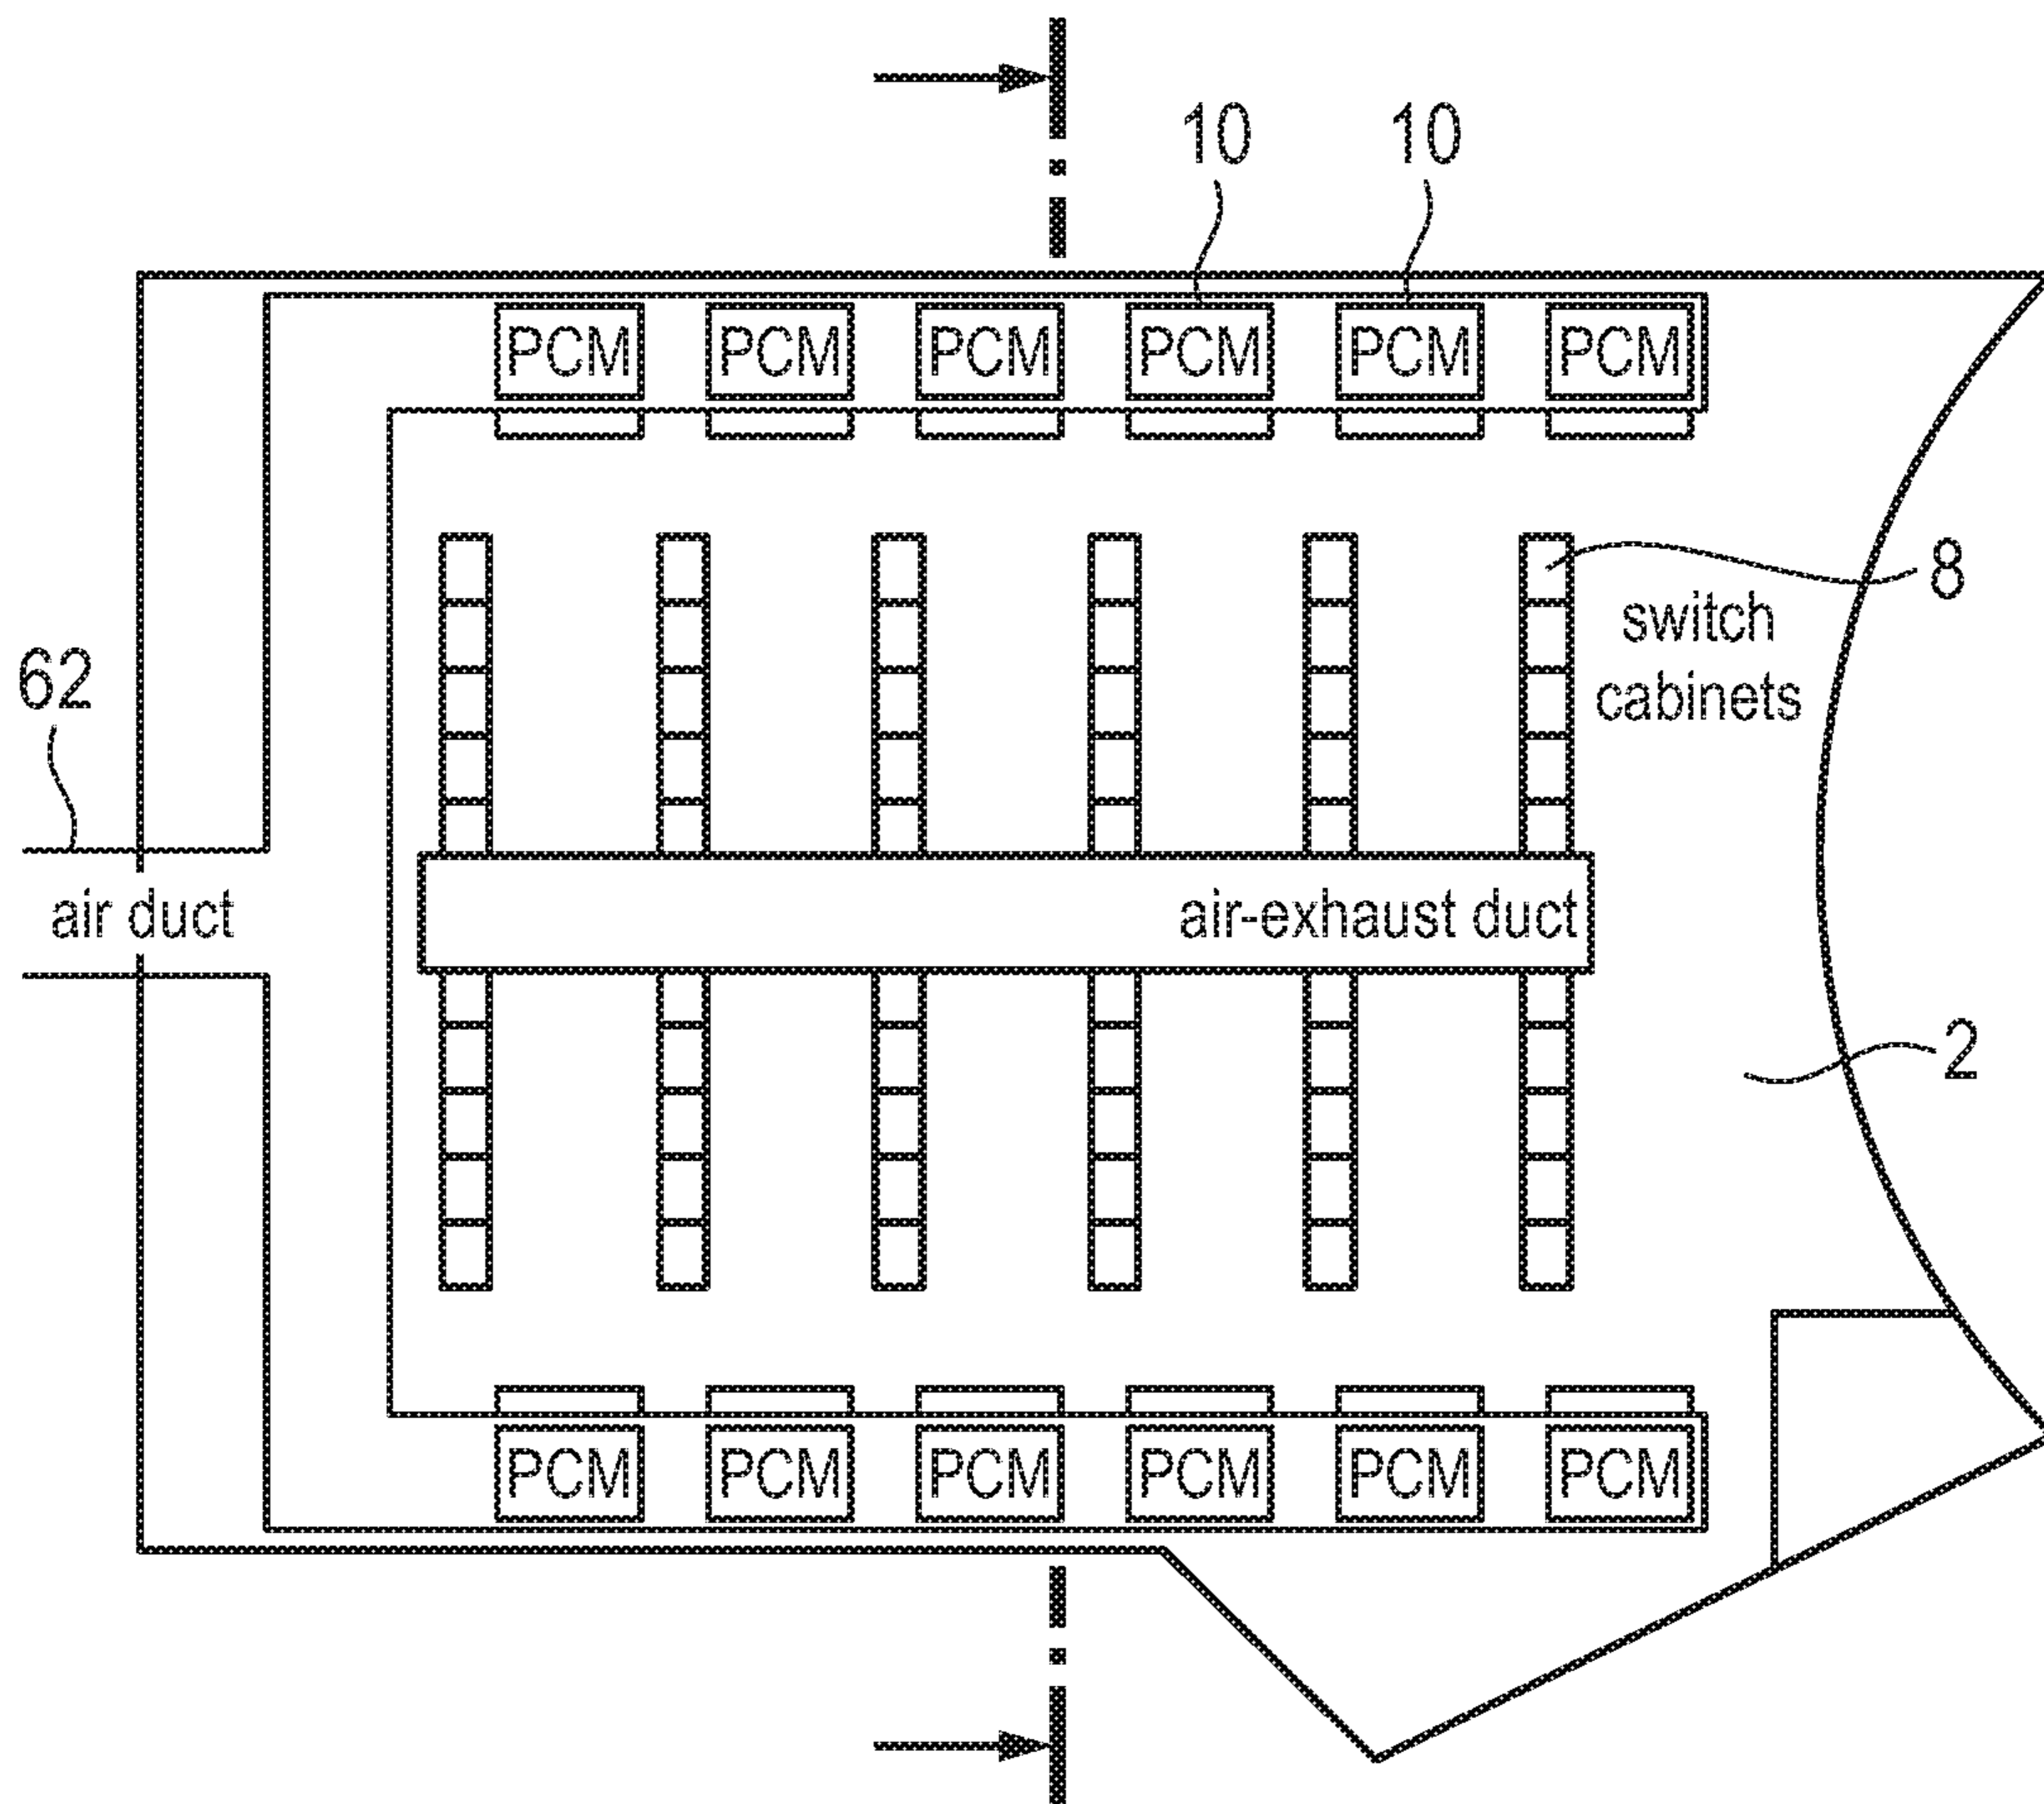 10 10
PCM PCM PCM PCM PCM PCM
8
switch
cabinets
62
air duct
air-exhaust duct
2
PCM PCM PCM PCM PCM PCM